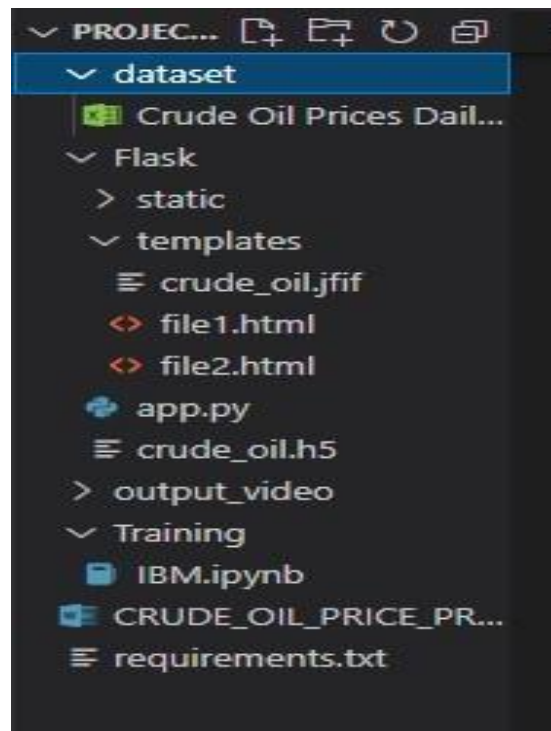 PROJEC...
dataset
Crude Oil Prices Dail...
Flask
static
templates
crude_oil.jfif
file1.html
file2.html
app.py
crude_oil.h5
output_video
Training
IBM.ipynb
CRUDE_OIL_PRICE_PR...
requirements.txt